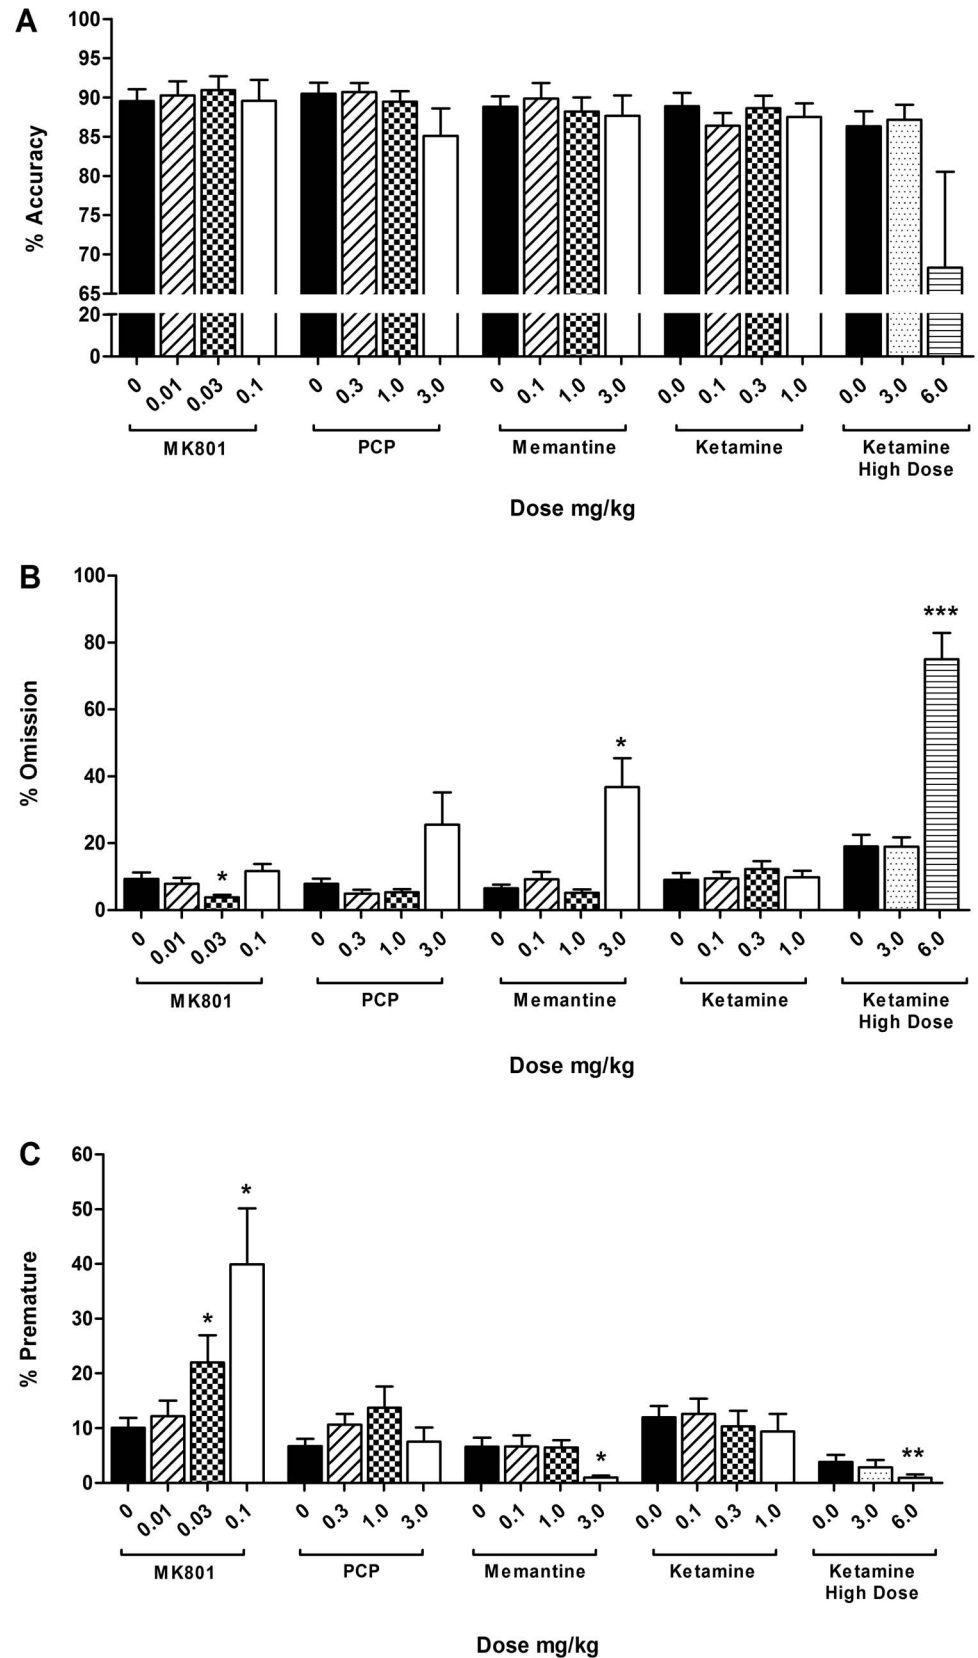 A
% Accuracy
100
95
90
85
80
75
70
65
20
0
0 0.01 0.03 0.1 0 0.3 1.0 3.0 0 0.1 1.0 3.0 0.0 0.1 0.3 1.0 0.0 3.0 6.0
MK801 PCP Memantine Ketamine Ketamine
High Dose
Dose mg/kg
B
% Omission
100
80
60
40
20
0
***
*
*
0 0.01 0.03 0.1 0 0.3 1.0 3.0 0 0.1 1.0 3.0 0 0.1 0.3 1.0 0 3.0 6.0
MK801 PCP Memantine Ketamine Ketamine
High Dose
Dose mg/kg
C
% Premature
60
50
40
30
20
10
0
*
*
* **
0 0.01 0.03 0.1 0 0.3 1.0 3.0 0 0.1 1.0 3.0 0.0 0.1 0.3 1.0 0.0 3.0 6.0
MK801 PCP Memantine Ketamine Ketamine
High Dose
Dose mg/kg